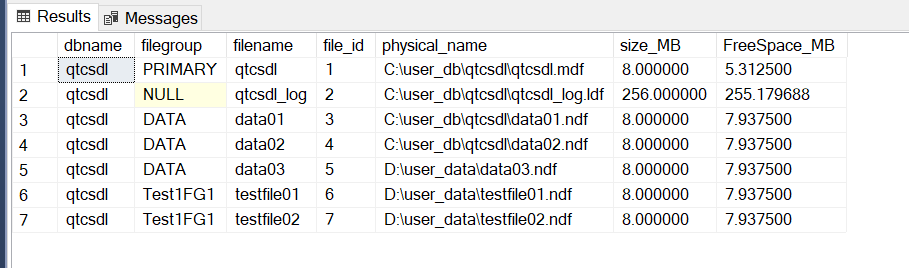 Results Messages
dbname filegroup filename file_id physical_name size_MB FreeSpace_MB
1 qtcsdl PRIMARY qtcsdl 1 C:\user_db\qtcsdl\qtcsdl.mdf 8.000000 5.312500
2 qtcsdl NULL qtcsdl_log 2 C:\user_db\qtcsdl\qtcsdl_log.ldf 256.000000 255.179688
3 qtcsdl DATA data01 3 C:\user_db\qtcsdl\data01.ndf 8.000000 7.937500
4 qtcsdl DATA data02 4 C:\user_db\qtcsdl\data02.ndf 8.000000 7.937500
5 qtcsdl DATA data03 5 D:\user_data\data03.ndf 8.000000 7.937500
6 qtcsdl Test1FG1 testfile01 6 D:\user_data\testfile01.ndf 8.000000 7.937500
7 qtcsdl Test1FG1 testfile02 7 D:\user_data\testfile02.ndf 8.000000 7.937500